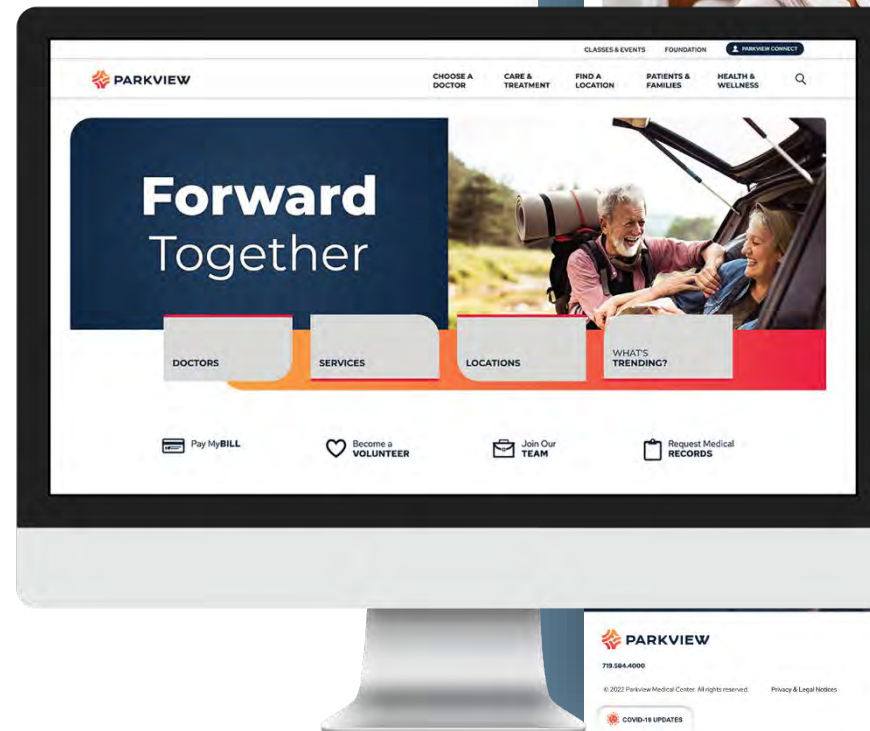 CLASSES & EVENTS FOUNDATION PARKVIEW CONNECT
PARKVIEW
CHOOSE A
DOCTOR
CARE &
TREATMENT
FIND A
LOCATION
PATIENTS &
FAMILIES
HEALTH &
WELLNESS
Forward
Together
DOCTORS
SERVICES
LOCATIONS
WHAT'S
TRENDING?
Pay MyBILL
Become a
VOLUNTEER
Join Our
TEAM
Request Medical
RECORDS
PARKVIEW
719.584.4000
© 2022 Parkview Medical Center. All rights reserved. Privacy & Legal Notices
COVID-19 UPDATES